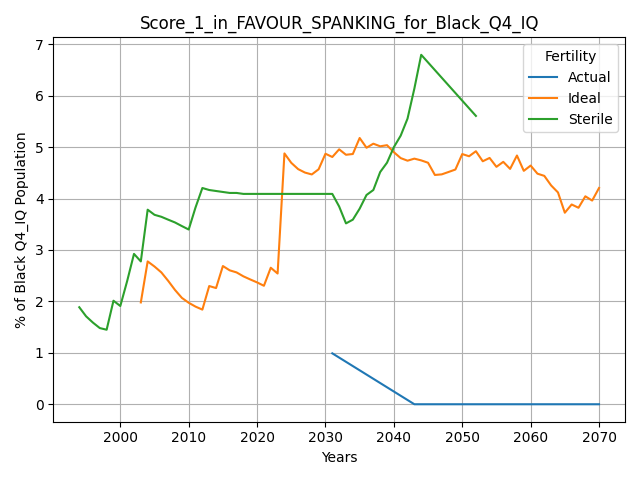 Score_1_in_FAVOUR_SPANKING_for_Black_Q4_IQ
% of Black Q4_IQ Population
7
6
5
4
3
2
1
0
Fertility
Actual
Ideal
Sterile
2000 2010 2020 2030 2040 2050 2060 2070
Years